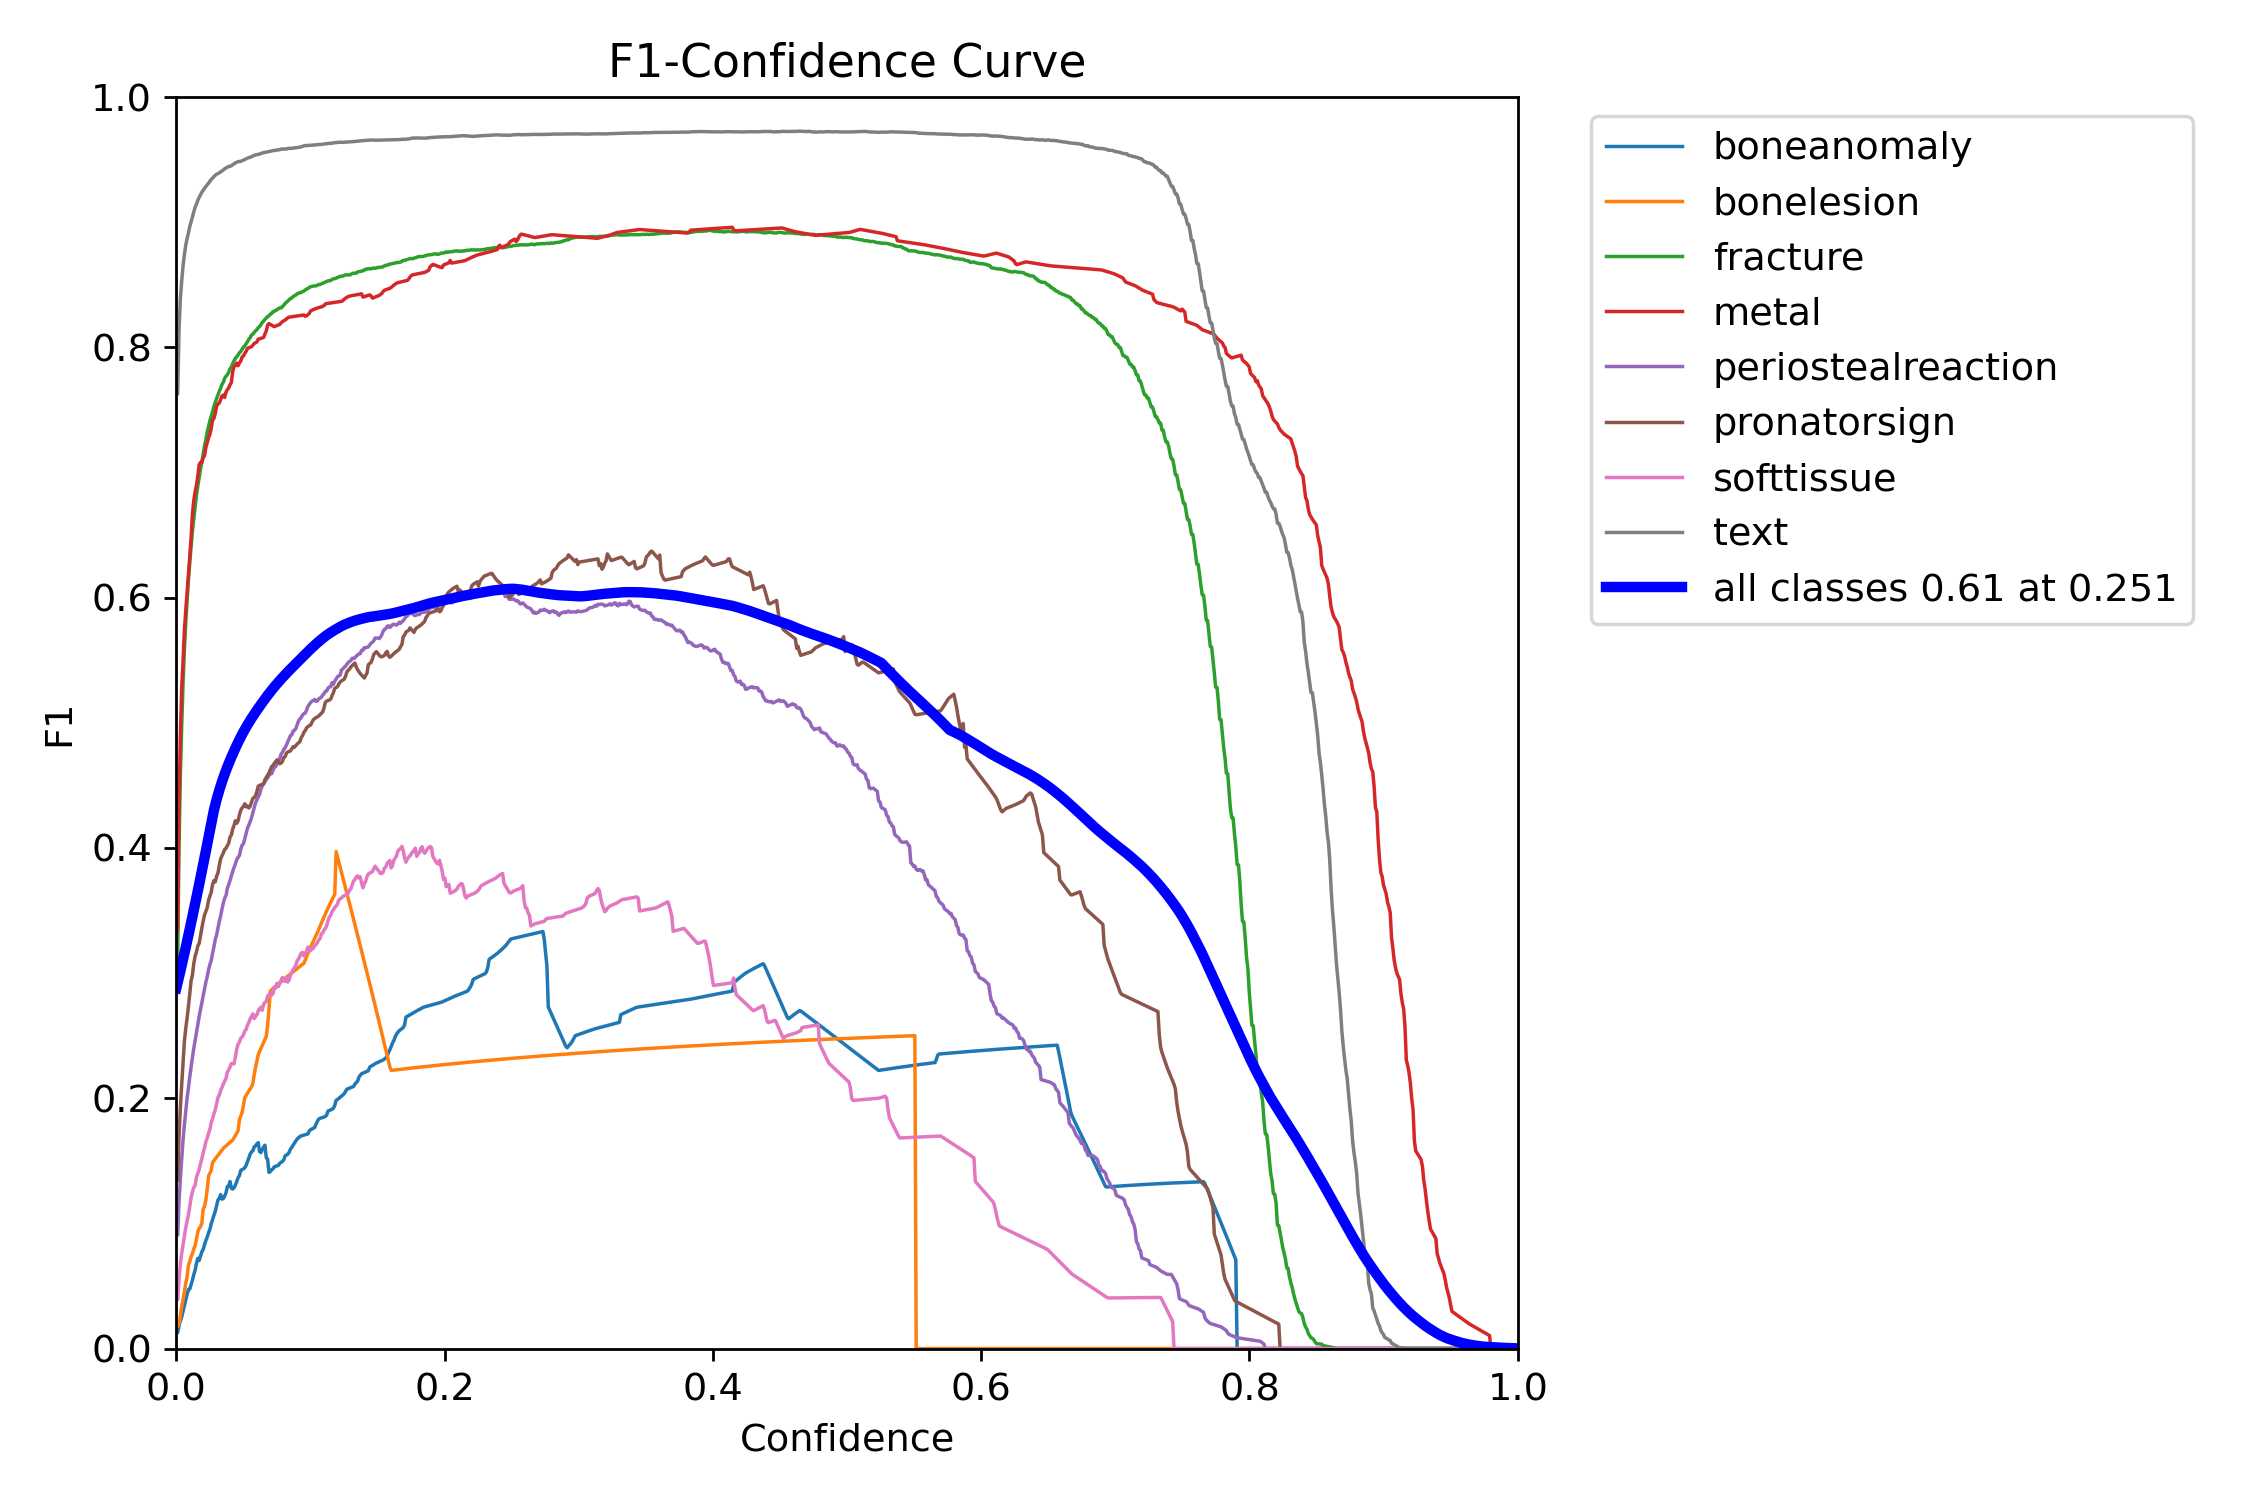 F1-Confidence Curve
1.0
0.8
0.6
0.4
0.2
0.0
F1
0.0 0.2 0.4 0.6 0.8 1.0
Confidence
boneanomaly
bonelesion
fracture
metal
periostealreaction
pronatorsign
softtissue
text
all classes 0.61 at 0.251